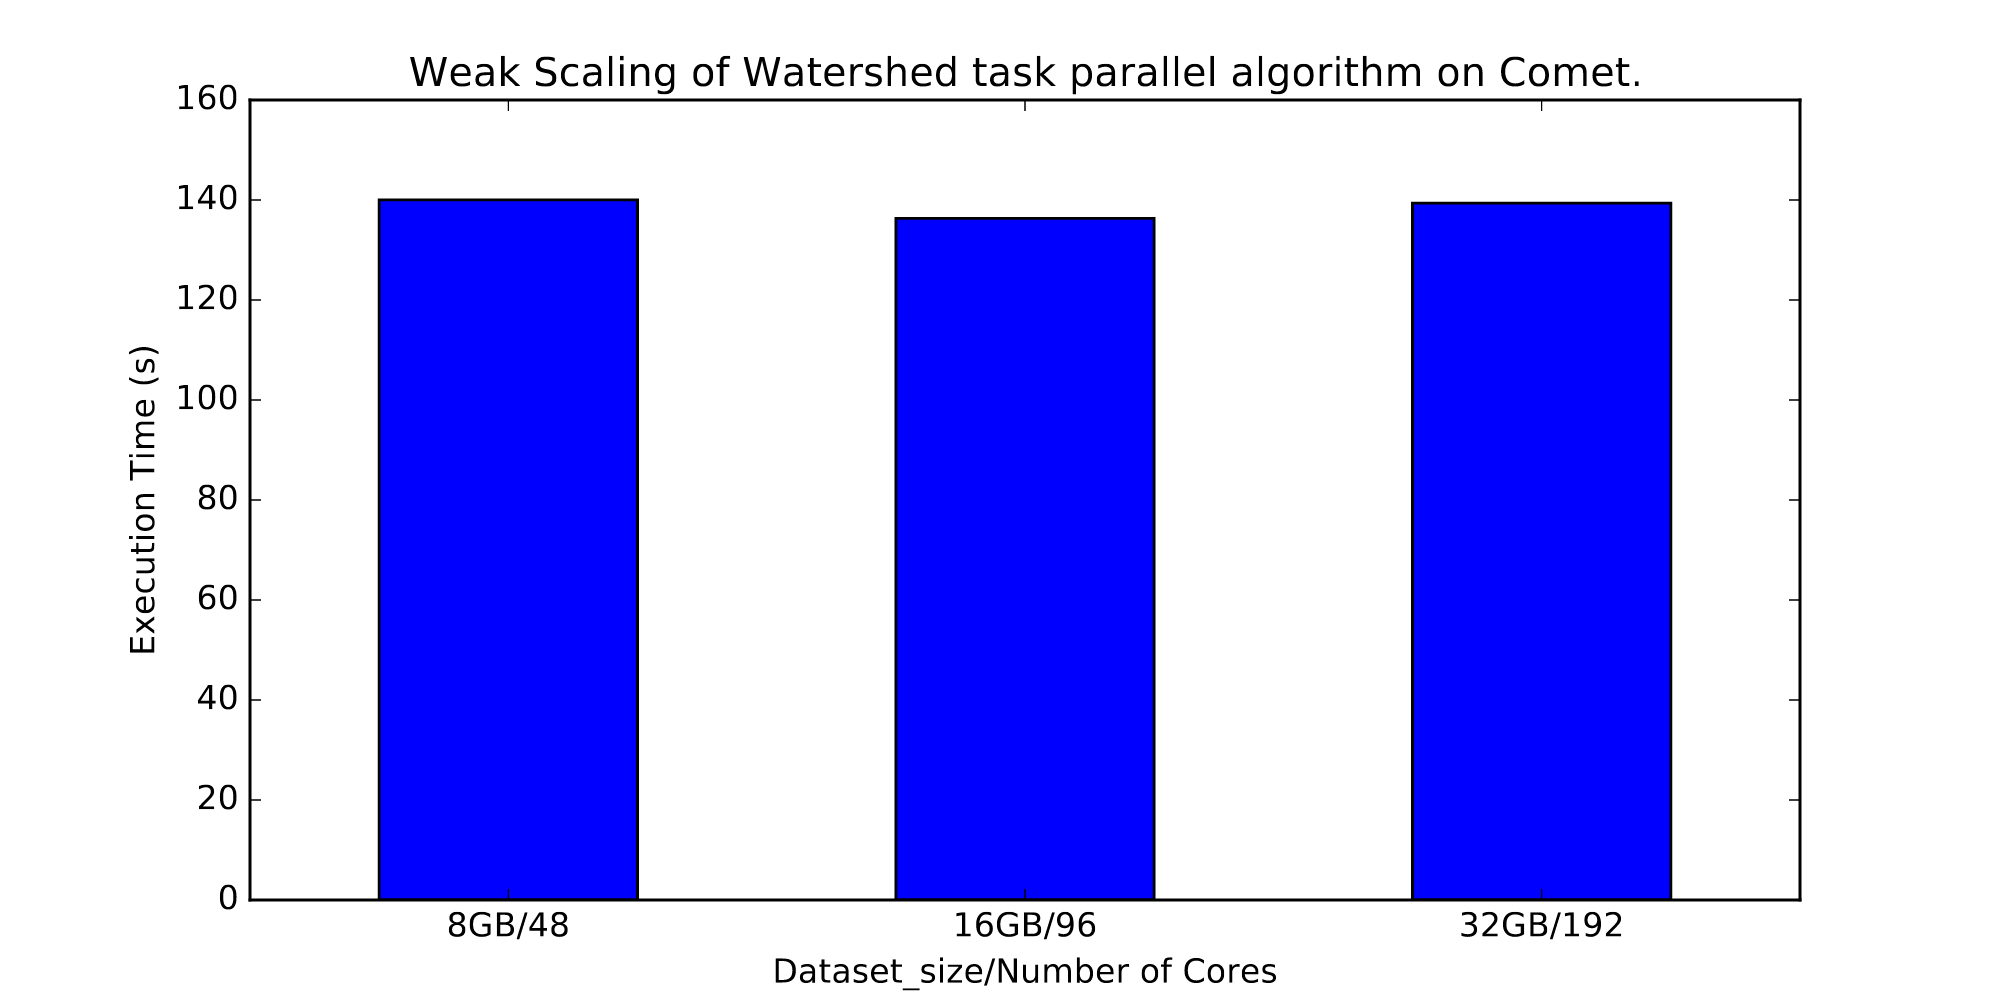 Weak Scaling of Watershed task parallel algorithm on Comet.
160
140
120
100
80
60
40
20
0
Execution Time (s)
8GB/48 16GB/96 32GB/192
Dataset_size/Number of Cores